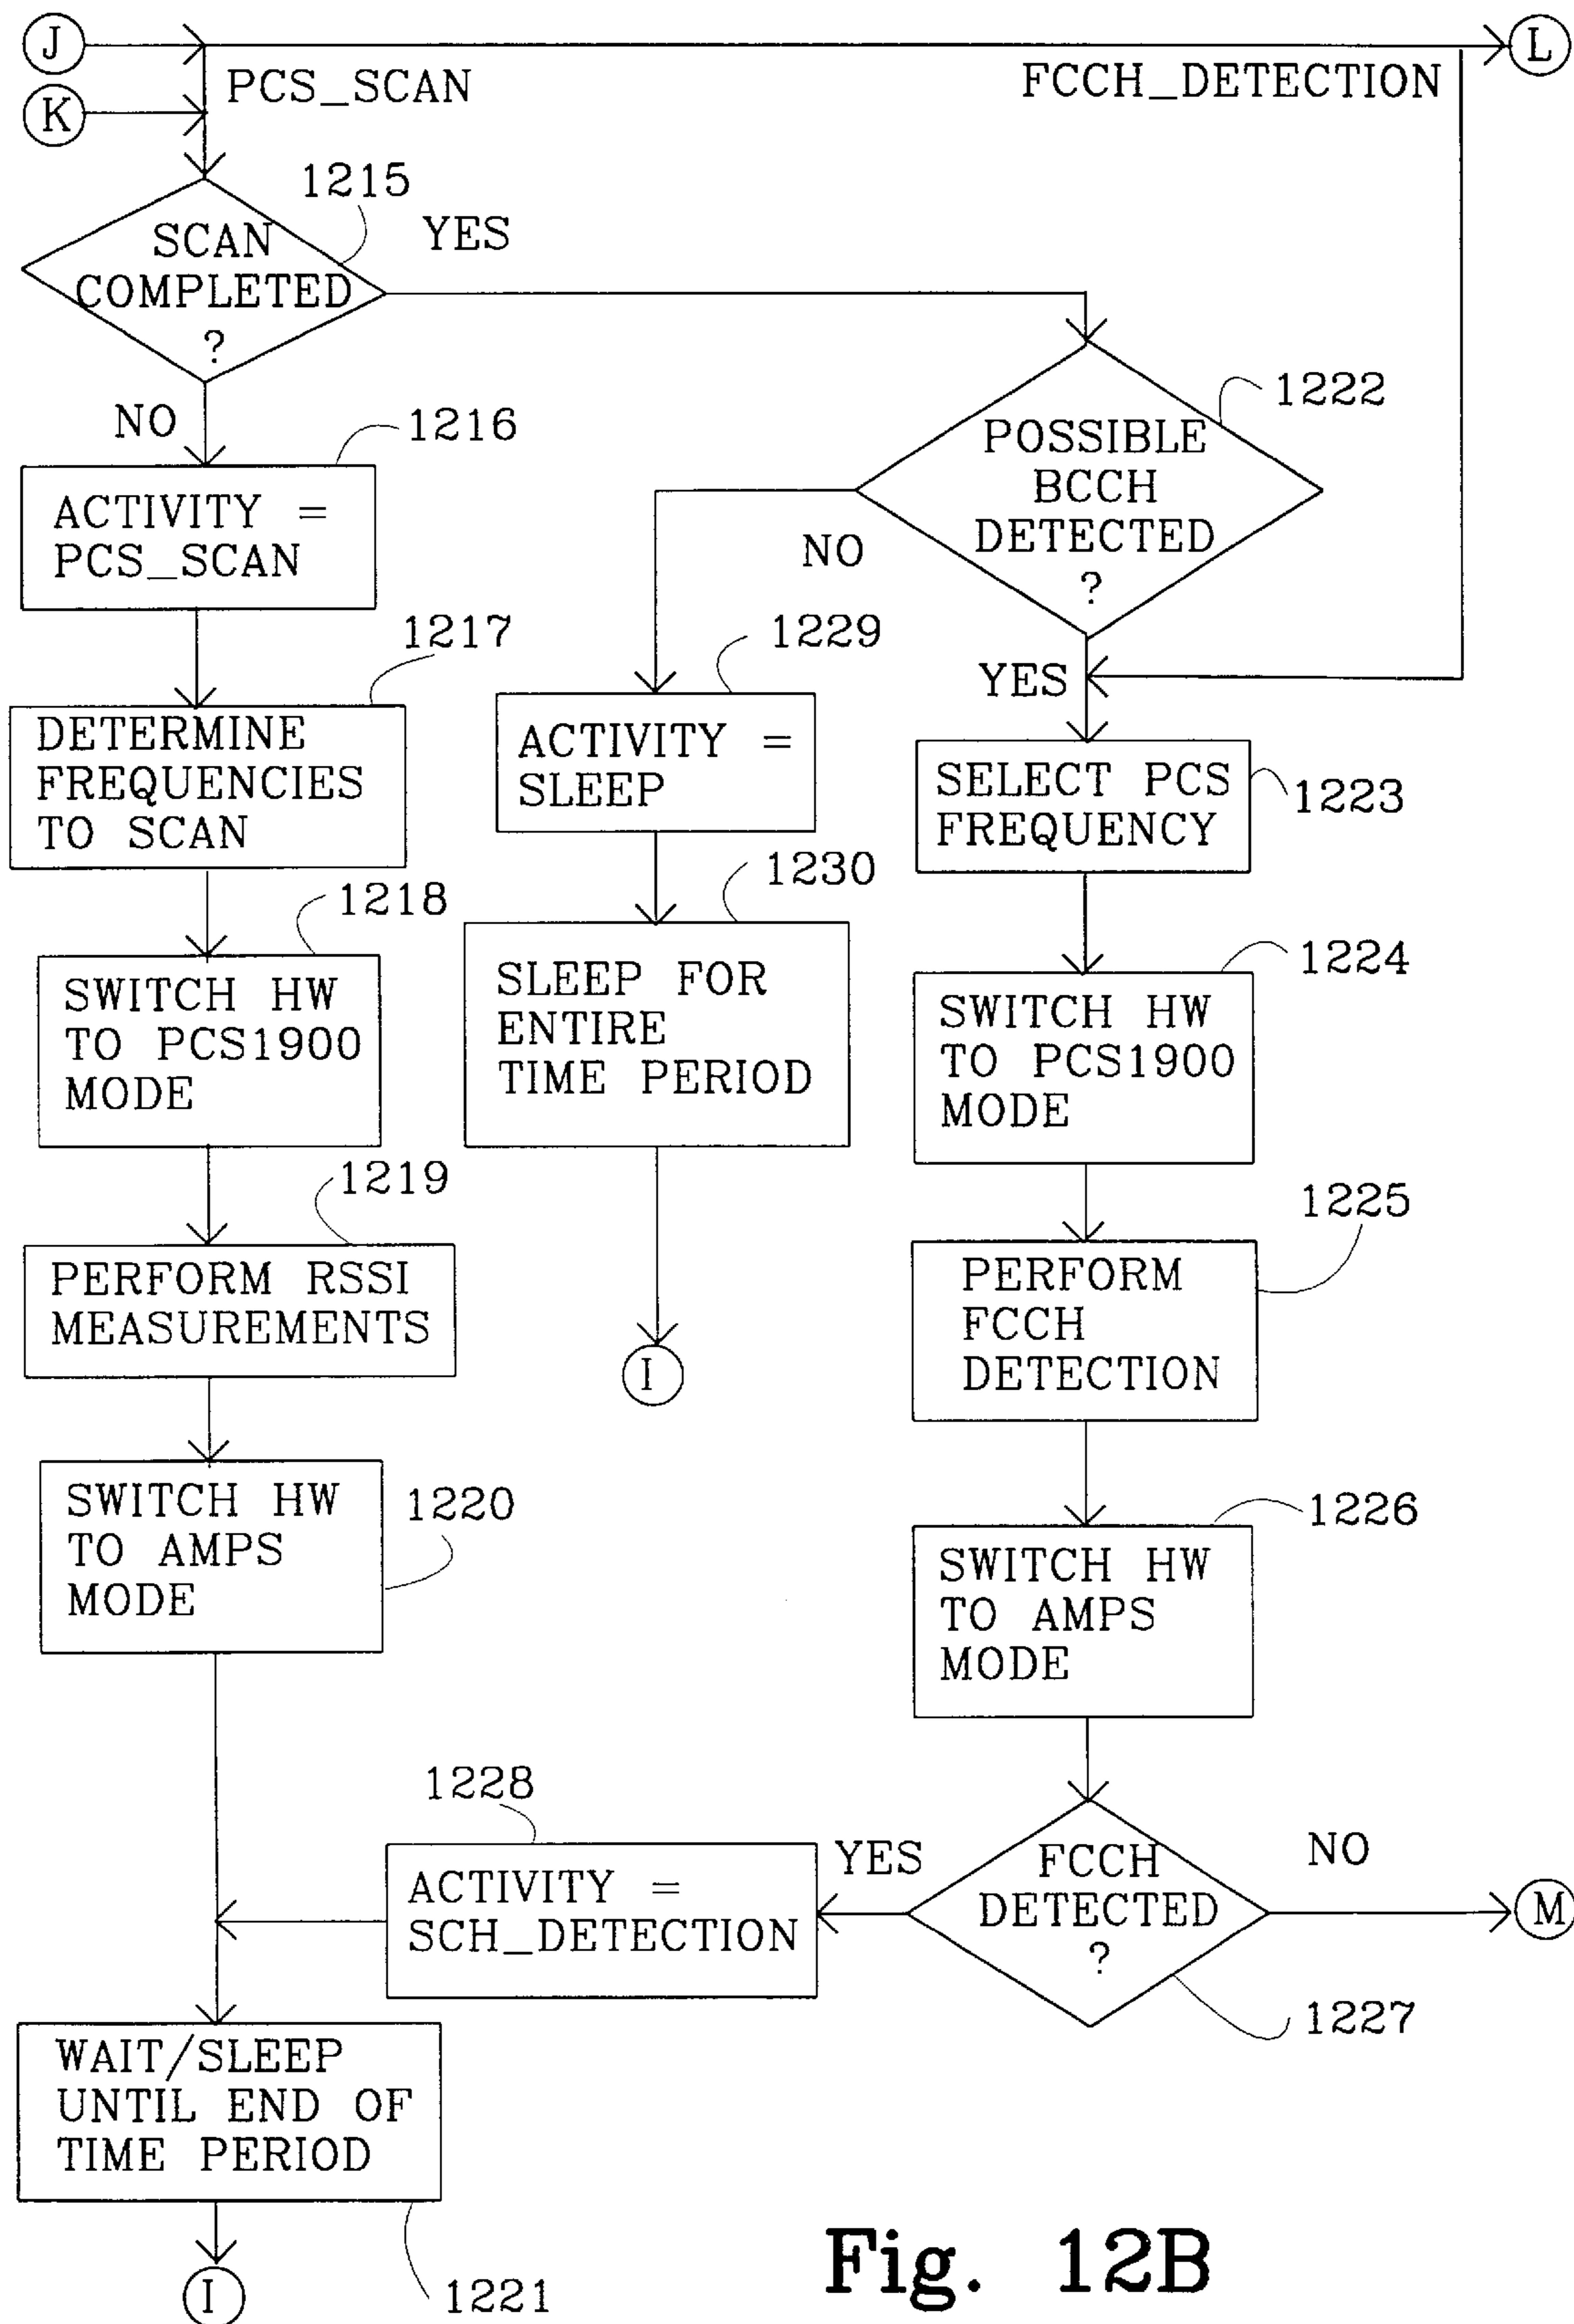 J
L
PCS_SCAN
FCCH_DETECTION
K
1215
SCAN
COMPLETED
?
YES
NO
1222
POSSIBLE
BCCH
DETECTED
?
NO
YES
1216
ACTIVITY =
PCS_SCAN
1217
DETERMINE
FREQUENCIES
TO SCAN
1218
SWITCH HW
TO PCS1900
MODE
1219
PERFORM RSSI
MEASUREMENTS
1220
SWITCH HW
TO AMPS
MODE
1229
ACTIVITY =
SLEEP
1230
SLEEP FOR
ENTIRE
TIME PERIOD
I
1223
SELECT PCS
FREQUENCY
1224
SWITCH HW
TO PCS1900
MODE
1225
PERFORM
FCCH
DETECTION
1226
SWITCH HW
TO AMPS
MODE
1227
FCCH
DETECTED
?
YES
NO
M
1228
ACTIVITY =
SCH_DETECTION
WAIT/SLEEP
UNTIL END OF
TIME PERIOD
1221
I
Fig. 12B